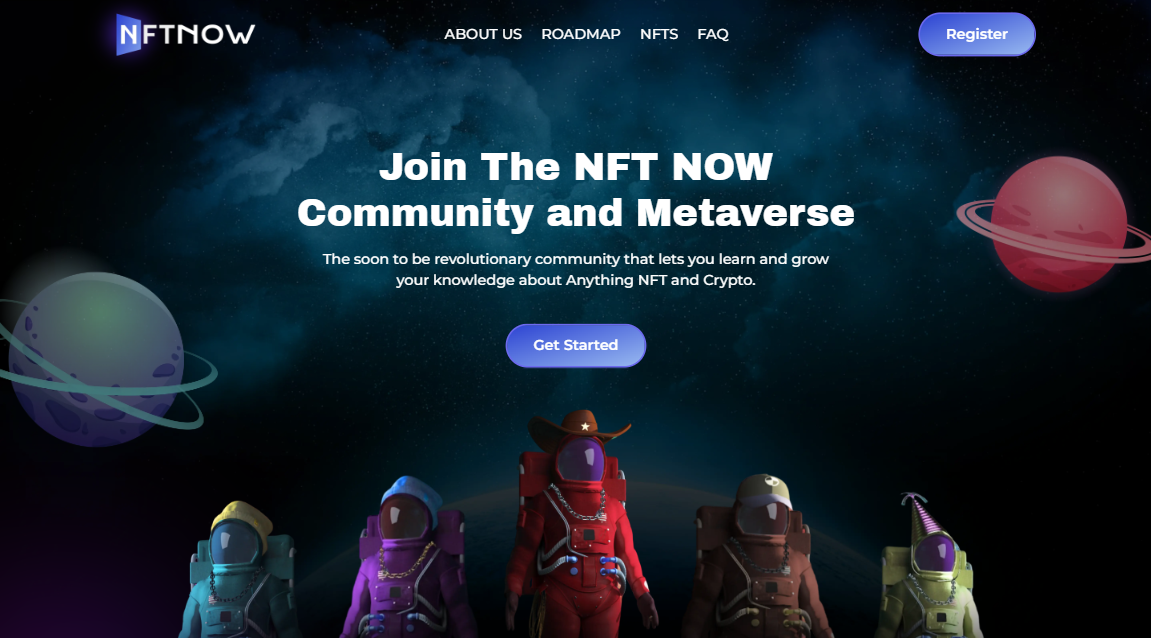 NFTNOW
ABOUT US ROADMAP NFTS FAQ
Register
Join The NFT NOW
Community and Metaverse
The soon to be revolutionary community that lets you learn and grow
your knowledge about Anything NFT and Crypto.
Get Started